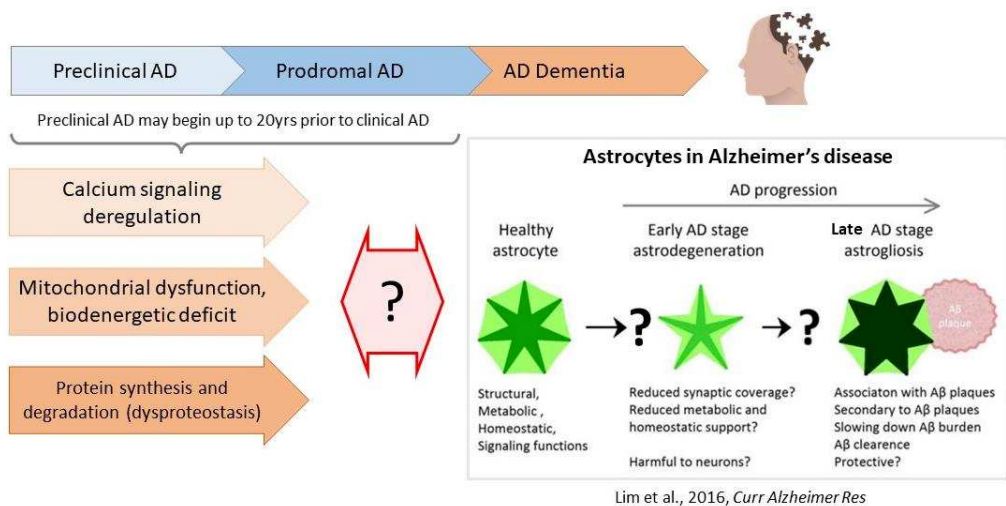 Preclinical AD
Prodromal AD
AD Dementia
Preclinical AD may begin up to 20yrs prior to clinical AD
Calcium signaling
deregulation
Mitochondrial dysfunction,
biodenergetic deficit
Protein synthesis and
degradation (dysproteostasis)
?
Astrocytes in Alzheimer's disease
AD progression
Healthy
astrocyte
Early AD stage
astrodegeneration
Late AD stage
astrogliosis
?
?
Aβ
plaque
Structural,
Metabolic ,
Homeostatic,
Signaling functions
Reduced synaptic coverage?
Reduced metabolic and
homeostatic support?
Harmful to neurons?
Associaton with Aβ plaques
Secondary to Aβ plaques
Slowing down Aβ burden
Aβ clearence
Protective?
Lim et al., 2016, Curr Alzheimer Res